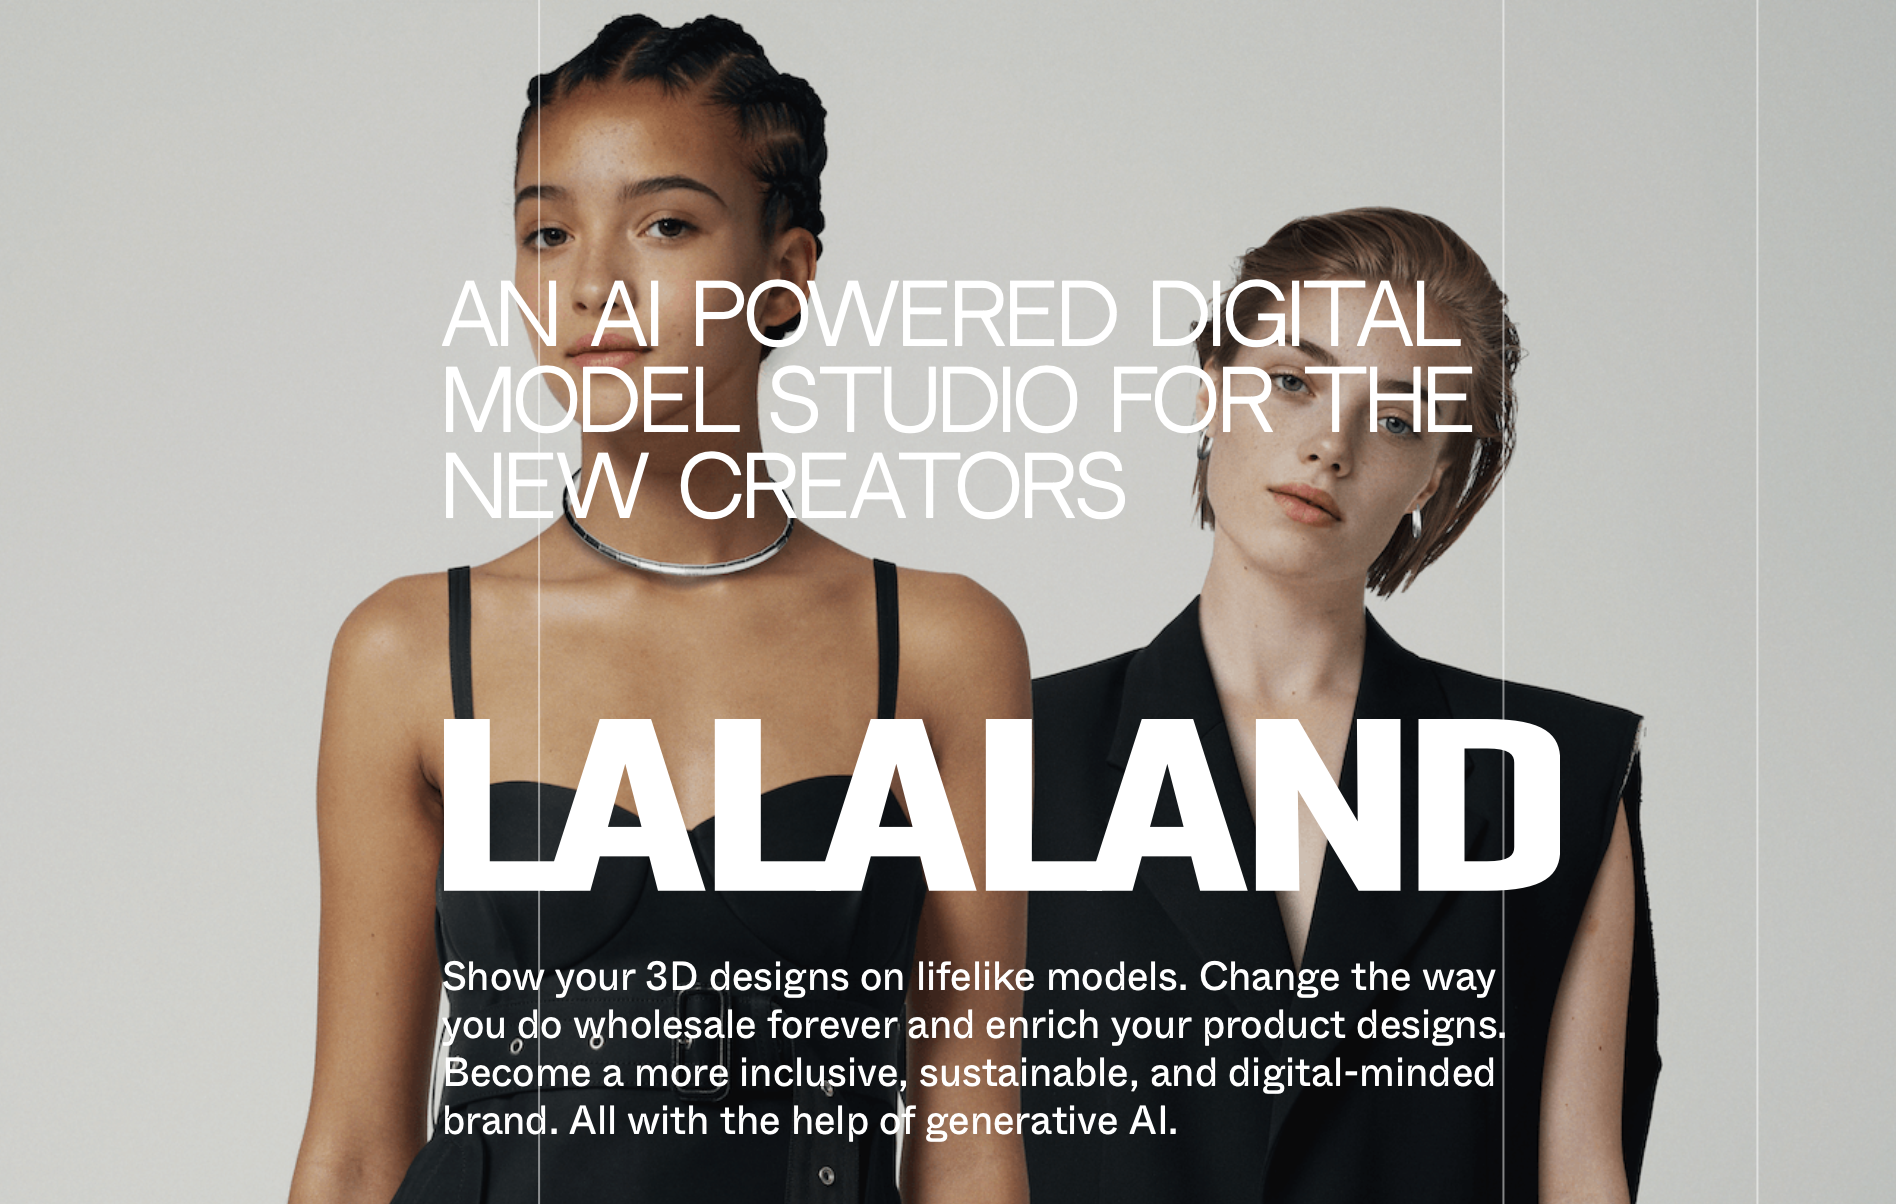 AN AI POWERED DIGITAL
MODEL STUDIO FOR THE
NEW CREATORS
LALALAND
Show your 3D designs on lifelike models. Change the way
you do wholesale forever and enrich your product designs.
Become a more inclusive, sustainable, and digital-minded
brand. All with the help of generative AI.